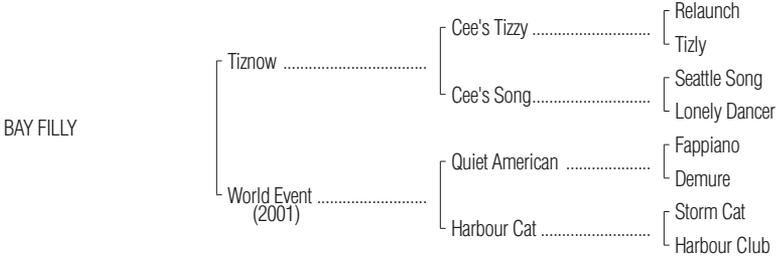 Relaunch
Cee's Tizzy ................................
Tizly
Tiznow .......................................
Seattle Song
Cee's Song................................
Lonely Dancer
BAY FILLY
Fappiano
Quiet American .......................
Demure
World Event ..............................
(2001)
Storm Cat
Harbour Cat ..............................
Harbour Club